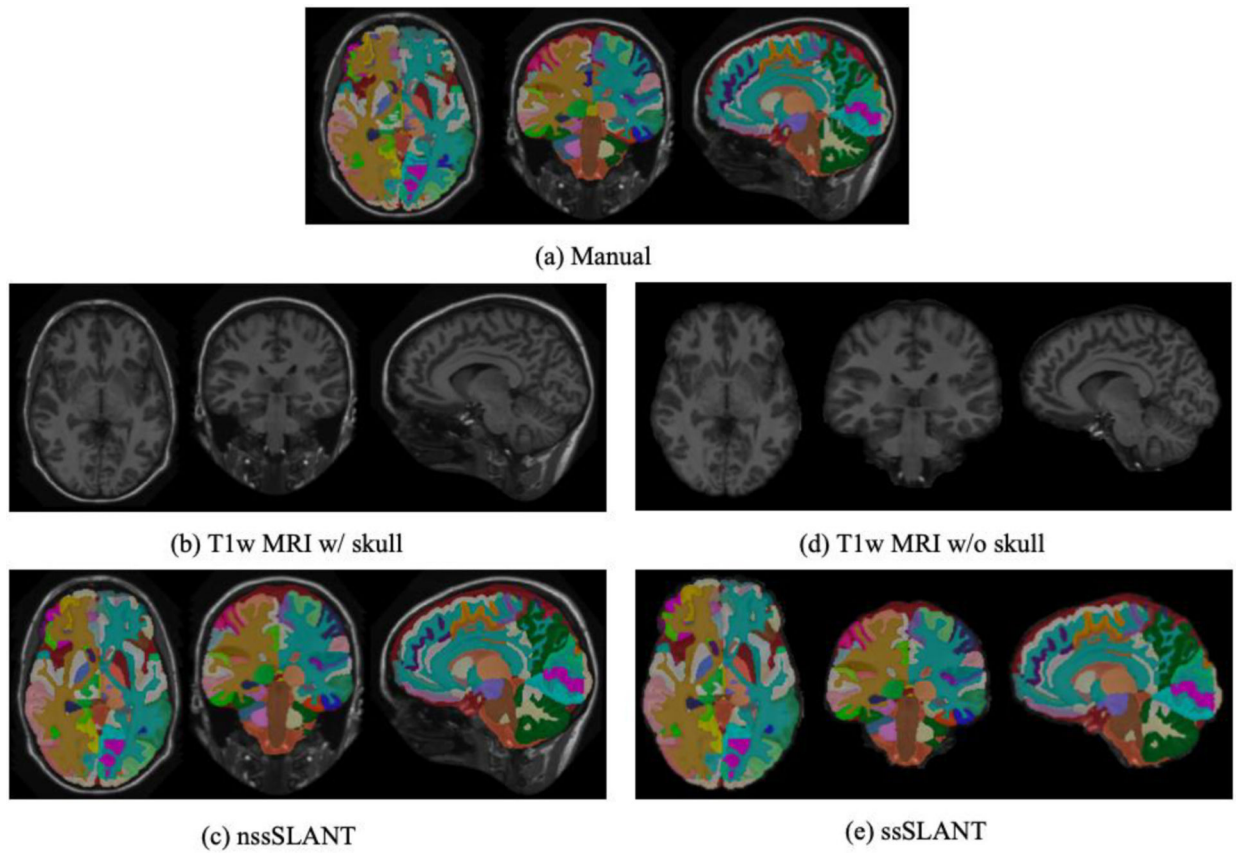 (a) Manual
(b) T1w MRI w/ skull
(d) T1w MRI w/o skull
(c) nssSLANT
(e) ssSLANT